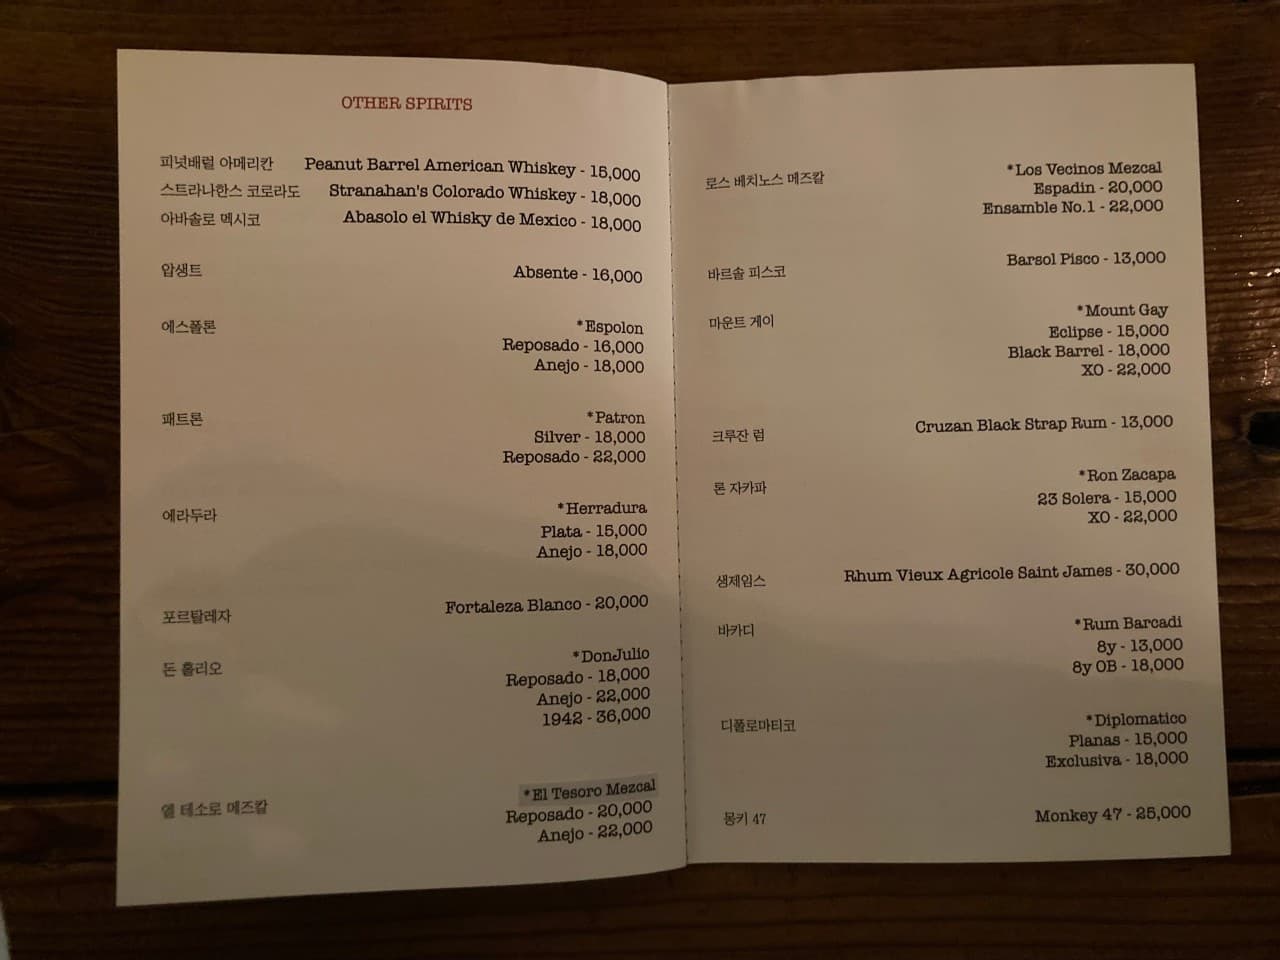 OTHER SPIRITS
피넛배럴 아메리칸 Peanut Barrel American Whiskey - 15,000
스트라나한스 코로라도 Stranahan's Colorado Whiskey - 18,000
아바솔로 멕시코 Abasolo el Whisky de Mexico - 18,000
압생트 Absente - 16,000
에스폴론 *Espolon
Reposado - 16,000
Anejo - 18,000
패트론 *Patron
Silver - 18,000
Reposado - 22,000
에라두라 *Herradura
Plata - 15,000
Anejo - 18,000
포르탈레자 Fortaleza Blanco - 20,000
돈 훌리오 *DonJulio
Reposado - 18,000
Anejo - 22,000
1942 - 36,000
엘 테소로 메즈칼 *El Tesoro Mezcal
Reposado - 20,000
Anejo - 22,000
로스 베치노스 메즈칼 *Los Vecinos Mezcal
Espadin - 20,000
Ensamble No.1 - 22,000
바르솔 피스코 Barsol Pisco - 13,000
마운트 게이 *Mount Gay
Eclipse - 15,000
Black Barrel - 18,000
XO - 22,000
크루잔 럼 Cruzan Black Strap Rum - 13,000
론 자카파 *Ron Zacapa
23 Solera - 15,000
XO - 22,000
생제임스 Rhum Vieux Agricole Saint James - 30,000
바카디 *Rum Barcadi
8y - 13,000
8y OB - 18,000
디플로마티코 *Diplomatico
Planas - 15,000
Exclusiva - 18,000
몽키 47 Monkey 47 - 25,000